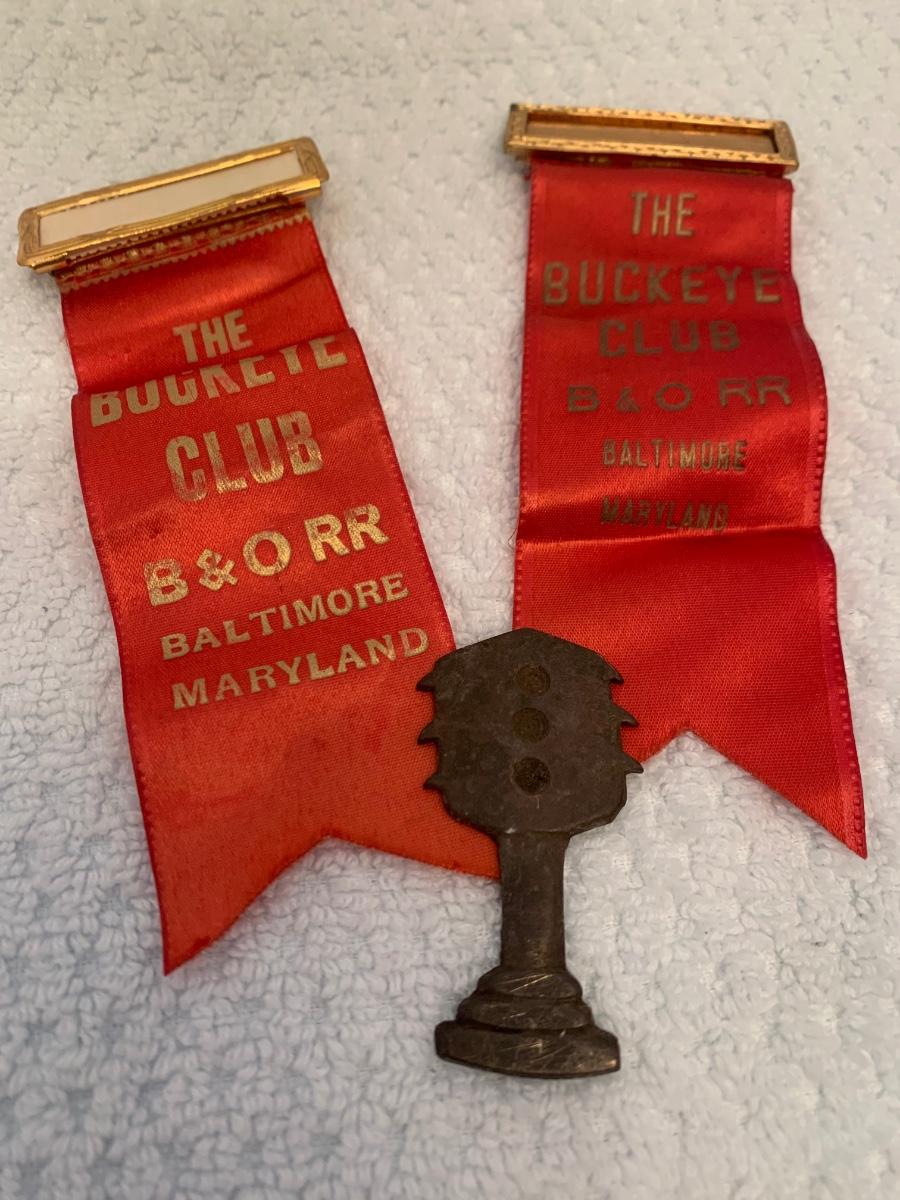 THE
BUCKEYE
CLUB
B & O RR
BALTIMORE
MARYLAND
THE
BUCKEYE
CLUB
B & O RR
BALTIMORE
MARYLAND